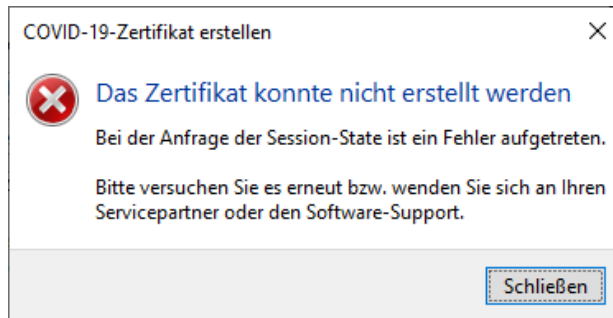 COVID-19-Zertifikat erstellen
Das Zertifikat konnte nicht erstellt werden
Bei der Anfrage der Session-State ist ein Fehler aufgetreten.
Bitte versuchen Sie es erneut bzw. wenden Sie sich an Ihren
Servicepartner oder den Software-Support.
Schließen